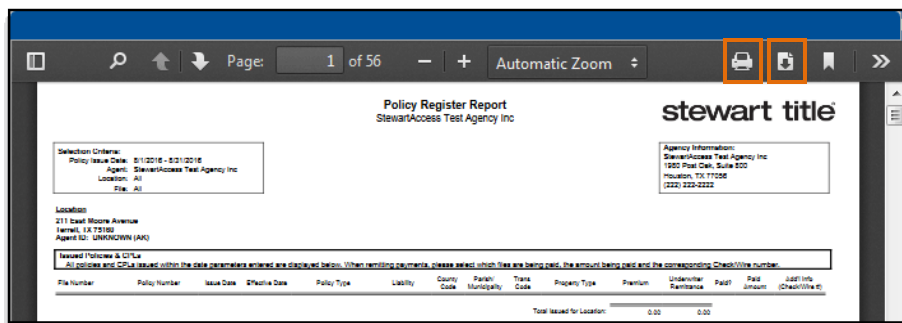 Page: 1 of 56 Automatic Zoom
Policy Register Report
StewartAccess Test Agency Inc
stewart title
Selection Criteria:
Policy Issue Date: 8/1/2016 - 8/31/2016
Agent: StewartAccess Test Agency Inc
Location: All
File: All
Agency Information:
StewartAccess Test Agency Inc
1980 Post Oak, Suite 800
Houston, TX 77056
(222) 222-2222
Location
211 East Moore Avenue
Terrell, TX 75160
Agent ID: UNKNOWN (AK)
Issued Policies & CPLs
All policies and CPLs issued within the date parameters entered are displayed below. When remitting payments, please select which files are being paid, the amount being paid and the corresponding Check/Wire number.
File Number Policy Number Issue Date Effective Date Policy Type Liability County Code Parish/ Municipality Trans Code Property Type Premium Underwriter Remittance Paid? Paid Amount Add'l Info (Check/Wire #)
Total Issued for Location: 0.00 0.00